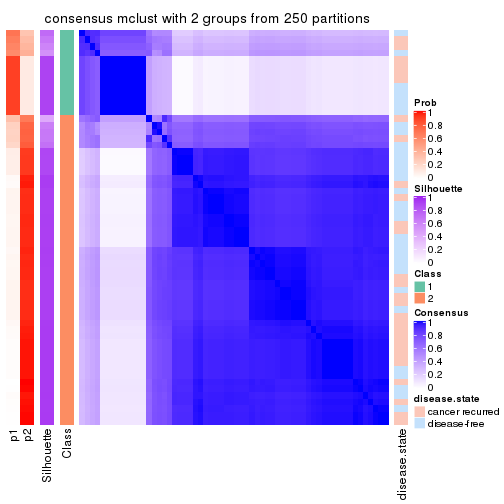 consensus mclust with 2 groups from 250 partitions
Prob
1
0.8
0.6
0.4
0.2
0
Silhouette
1
0.8
0.6
0.4
0.2
0
Class
1
2
Consensus
1
0.8
0.6
0.4
0.2
0
disease.state
cancer recurred
disease-free
p1
p2
Silhouette
Class
disease.state